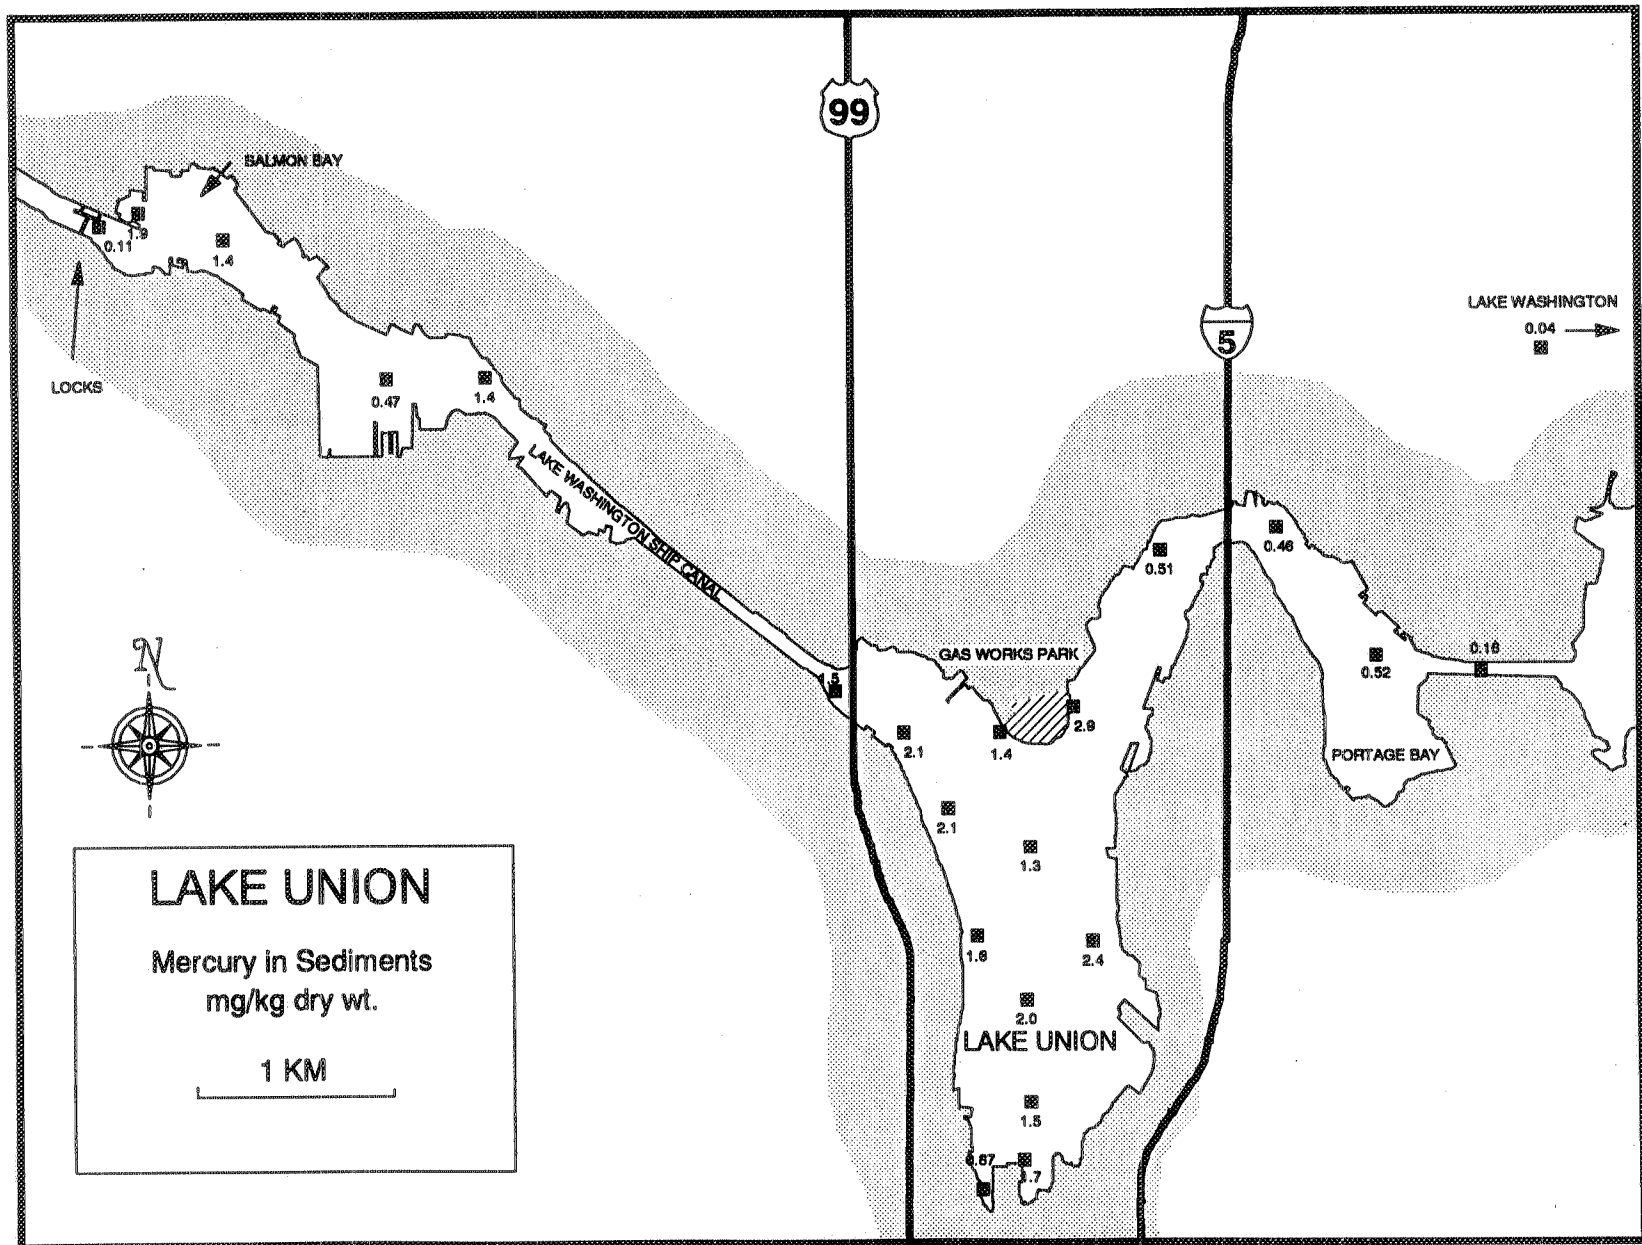 99
SALMON BAY
0.11
1.9
1.4
LAKE WASHINGTON
0.04
5
LOCKS
0.47
1.4
LAKE WASHINGTON SHIP CANAL
0.46
0.51
N
GAS WORKS PARK
0.16
0.52
2.9
2.1
1.4
PORTAGE BAY
2.1
1.3
LAKE UNION
Mercury in Sediments
mg/kg dry wt.
1 KM
2.4
2.0
LAKE UNION
1.5